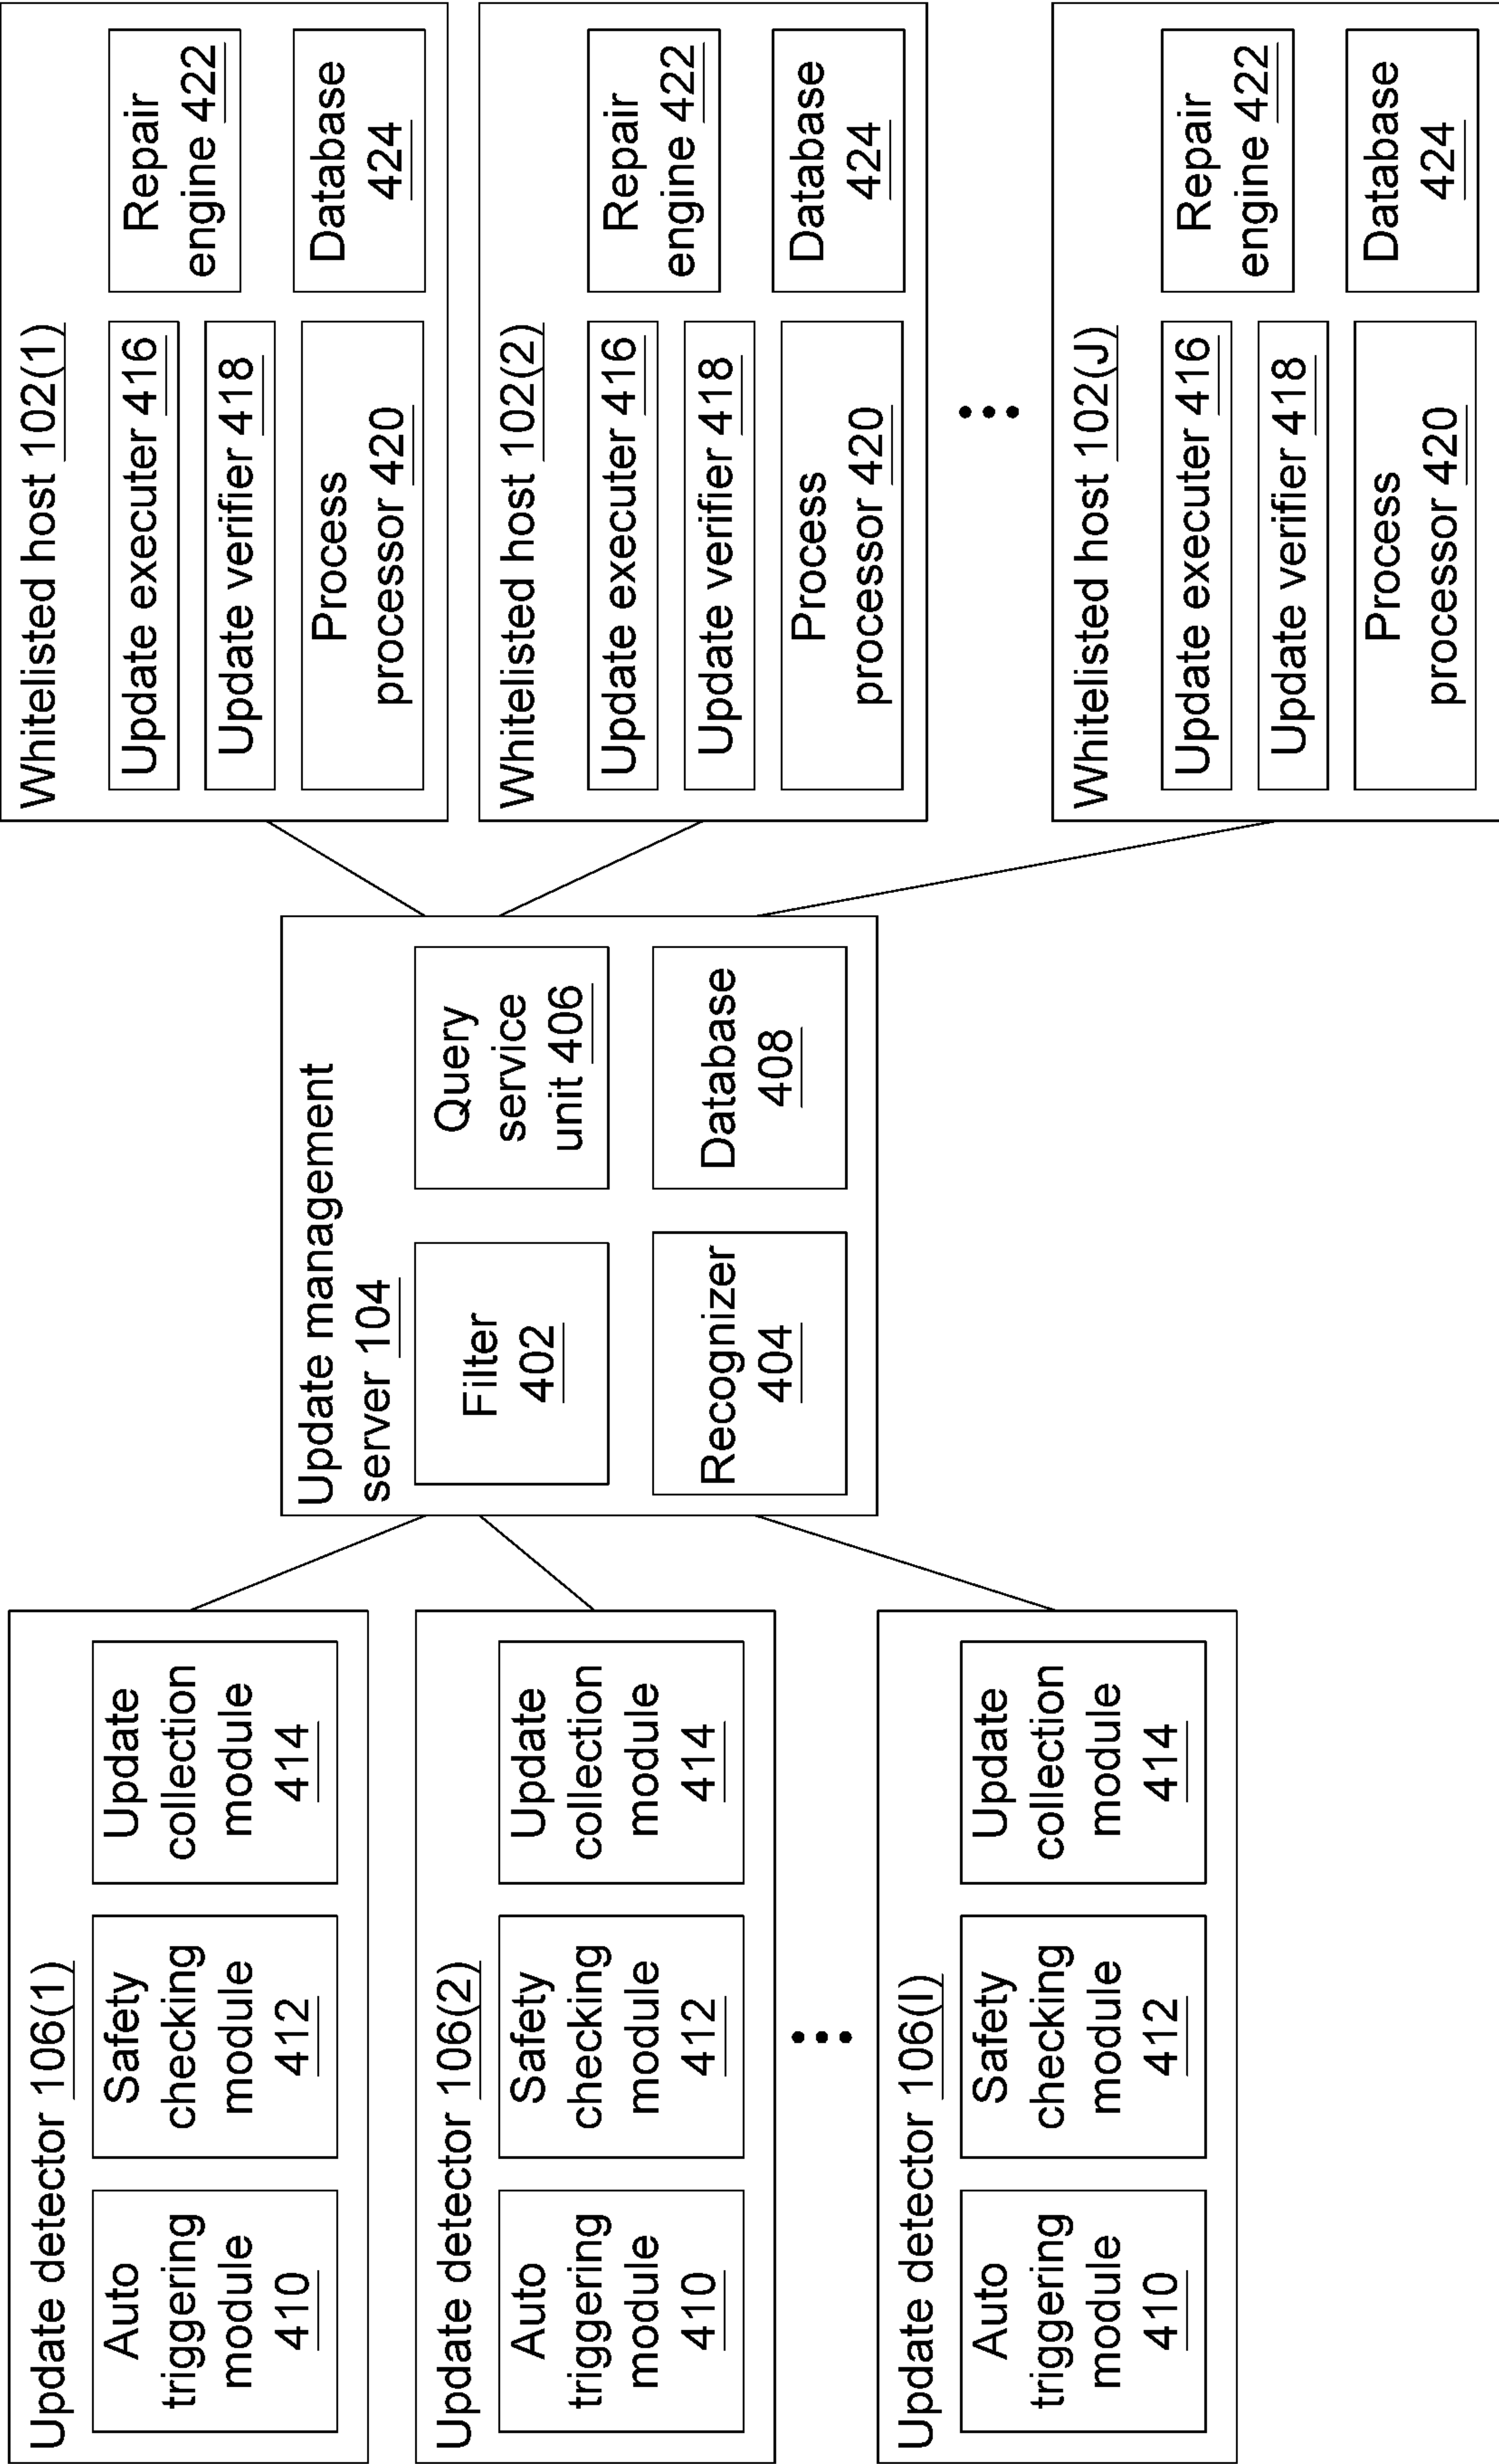 Update detector 106(1)
Auto
triggering
module
410
Safety
checking
module
412
Update
collection
module
414
Update detector 106(2)
Auto
triggering
module
410
Safety
checking
module
412
Update
collection
module
414
Update detector 106(I)
Auto
triggering
module
410
Safety
checking
module
412
Update
collection
module
414
Update management
server 104
Filter
402
Query
service
unit 406
Recognizer
404
Database
408
Whitelisted host 102(1)
Update executer 416
Update verifier 418
Process
processor 420
Repair
engine 422
Database
424
Whitelisted host 102(2)
Update executer 416
Update verifier 418
Process
processor 420
Repair
engine 422
Database
424
Whitelisted host 102(J)
Update executer 416
Update verifier 418
Process
processor 420
Repair
engine 422
Database
424